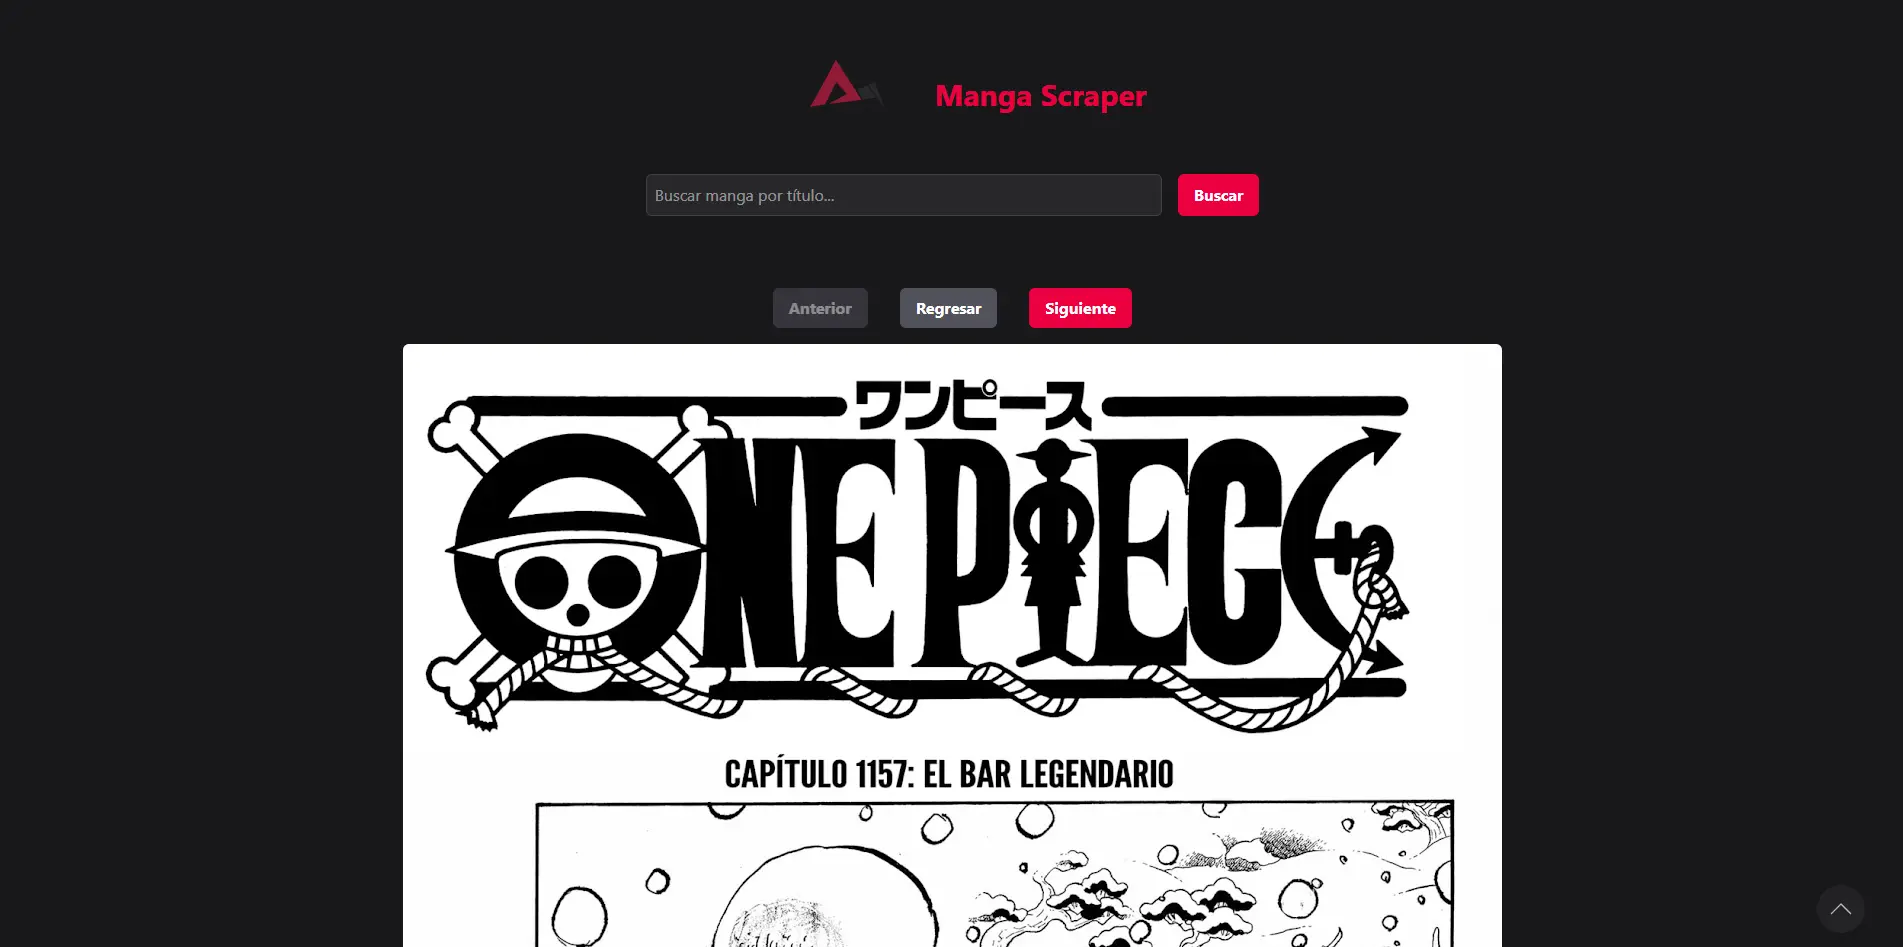 Manga Scraper
Buscar manga por título...
Buscar
Anterior
Regresar
Siguiente
ワンピース
ONE PIECE
CAPÍTULO 1157: EL BAR LEGENDARIO